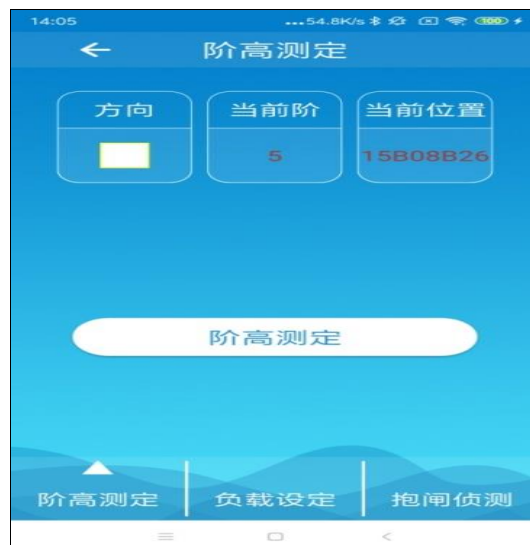 14:05 ...54.8K/s 100
阶高测定
方向 当前阶 当前位置
5 15B08B26
阶高测定
阶高测定 负载设定 抱闸侦测